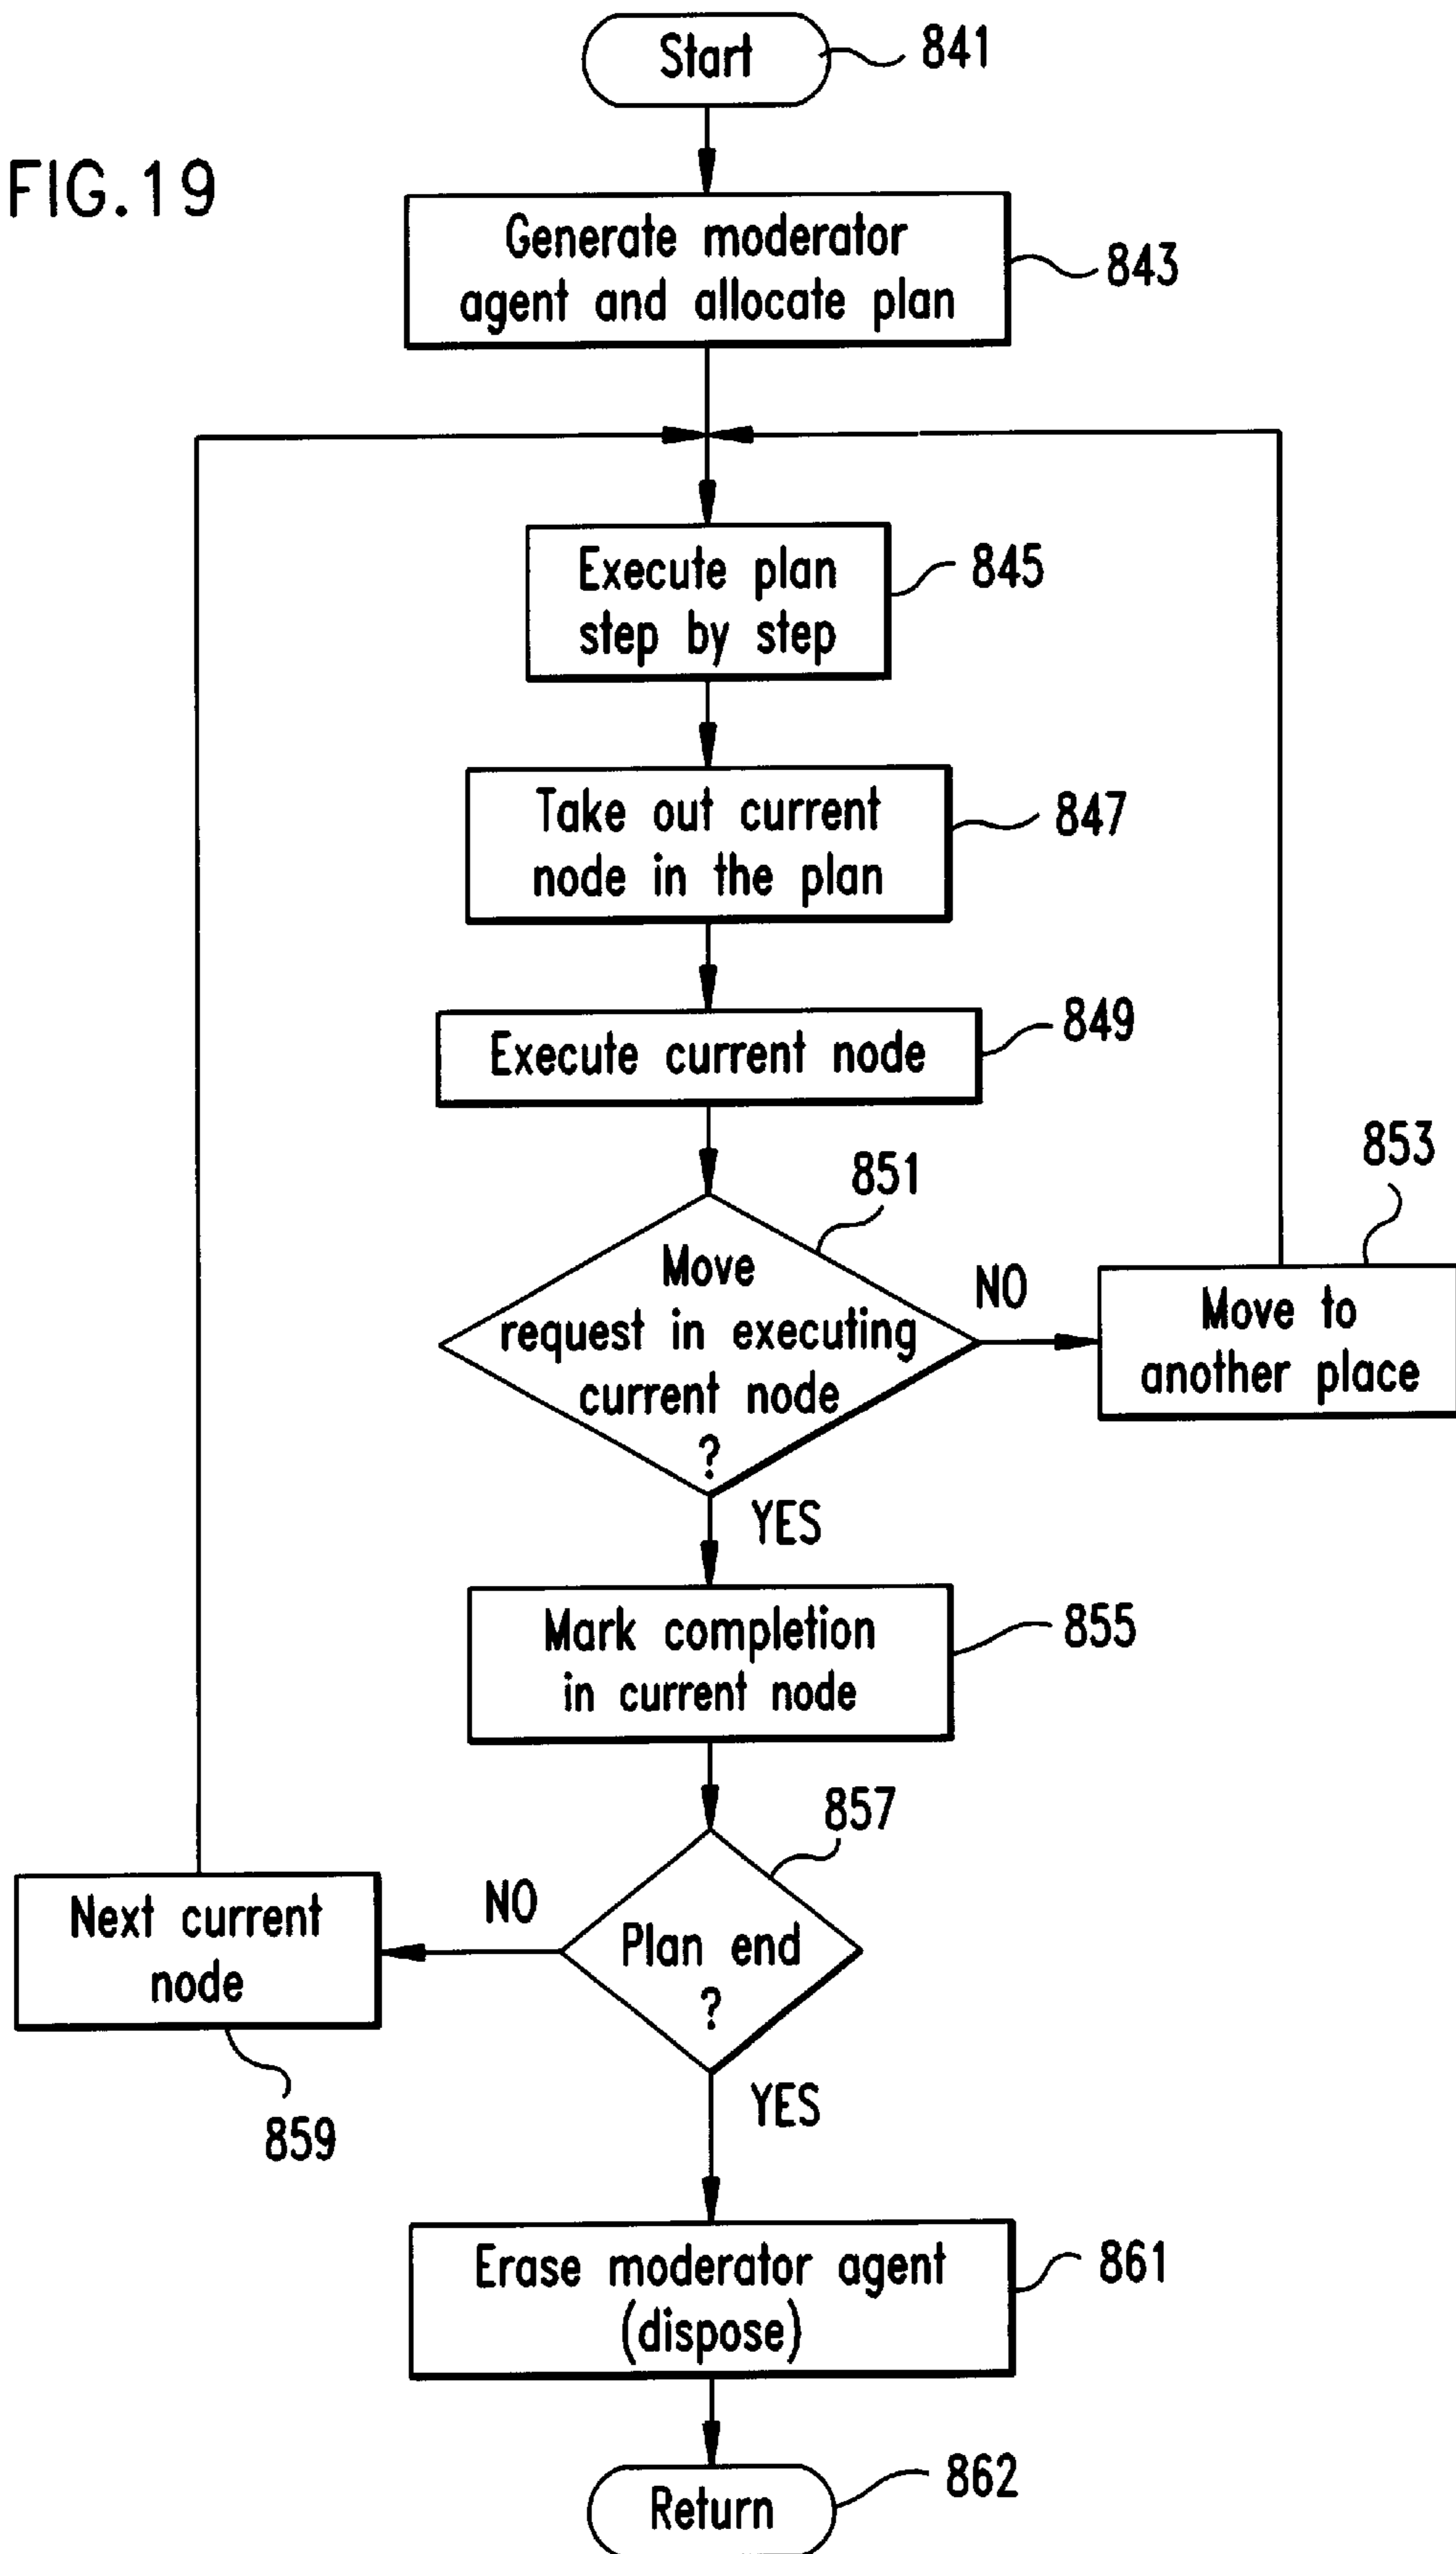 Start
841
FIG.19
Generate moderator
agent and allocate plan
843
Execute plan
step by step
845
Take out current
node in the plan
847
Execute current node
849
851
853
Move
request in executing
current node
?
NO
Move to
another place
YES
Mark completion
in current node
855
857
Next current
node
NO
Plan end
?
859
YES
Erase moderator agent
(dispose)
861
Return
862